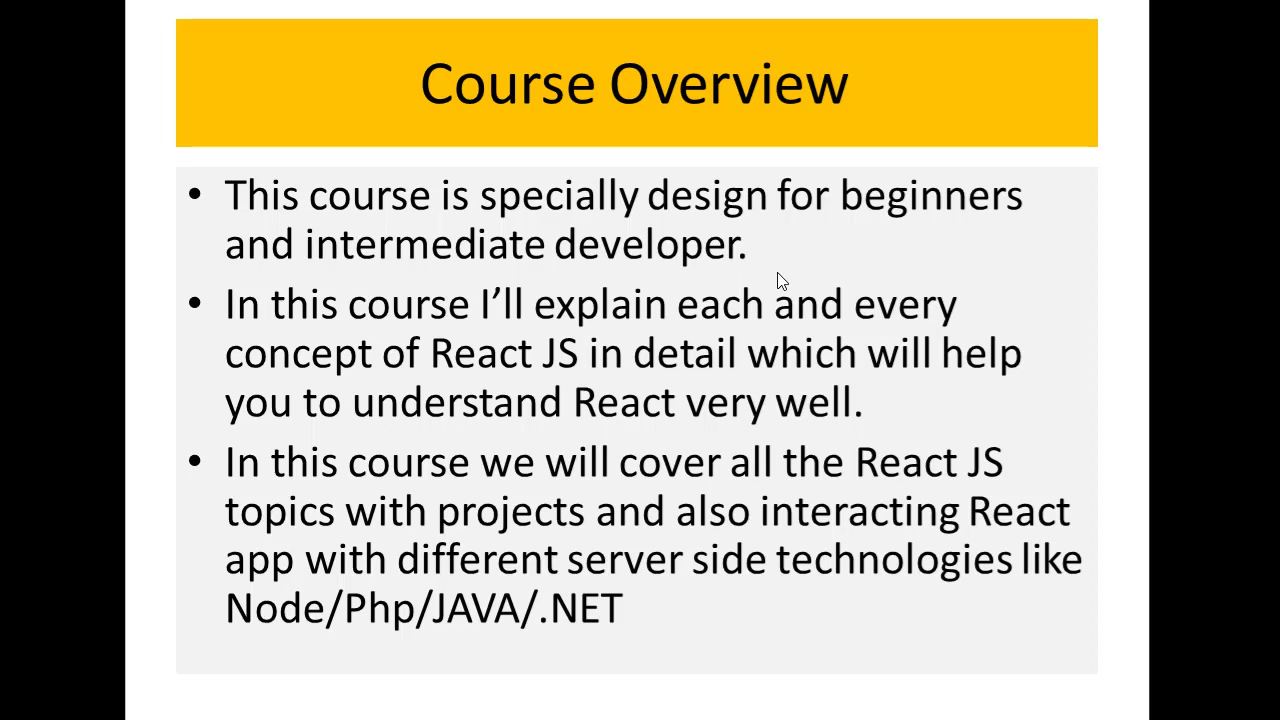 Course Overview
• This course is specially design for beginners
and intermediate developer.
• In this course I’ll explain each and every
concept of React JS in detail which will help
you to understand React very well.
• In this course we will cover all the React JS
topics with projects and also interacting React
app with different server side technologies like
Node/Php/JAVA/.NET